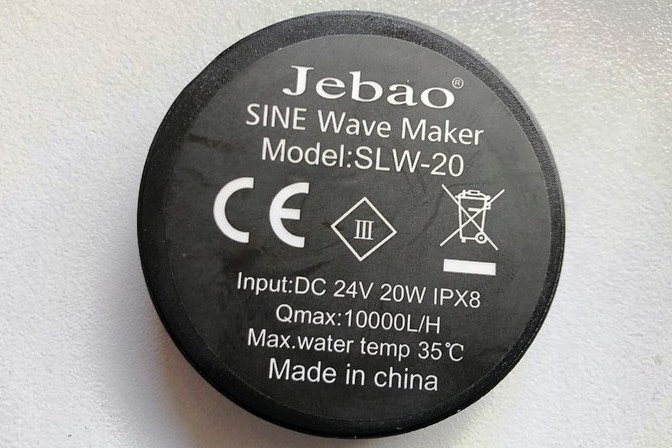 Jebao®
SINE Wave Maker
Model:SLW-20
CE III
Input:DC 24V 20W IPX8
Qmax:10000L/H
Max.water temp 35℃
Made in china